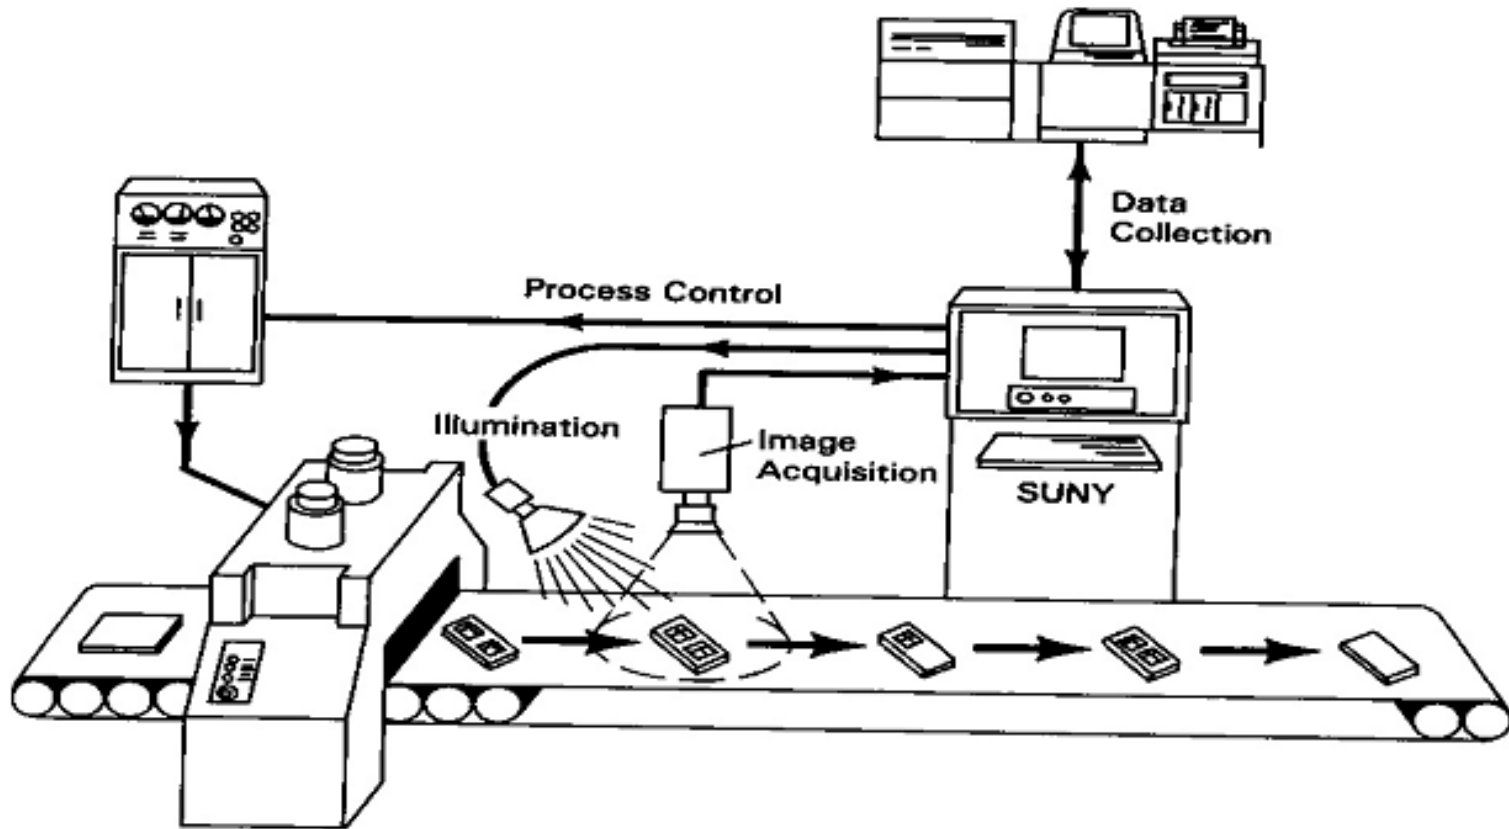 Data
Collection
Process Control
Illumination
Image
Acquisition
SUNY